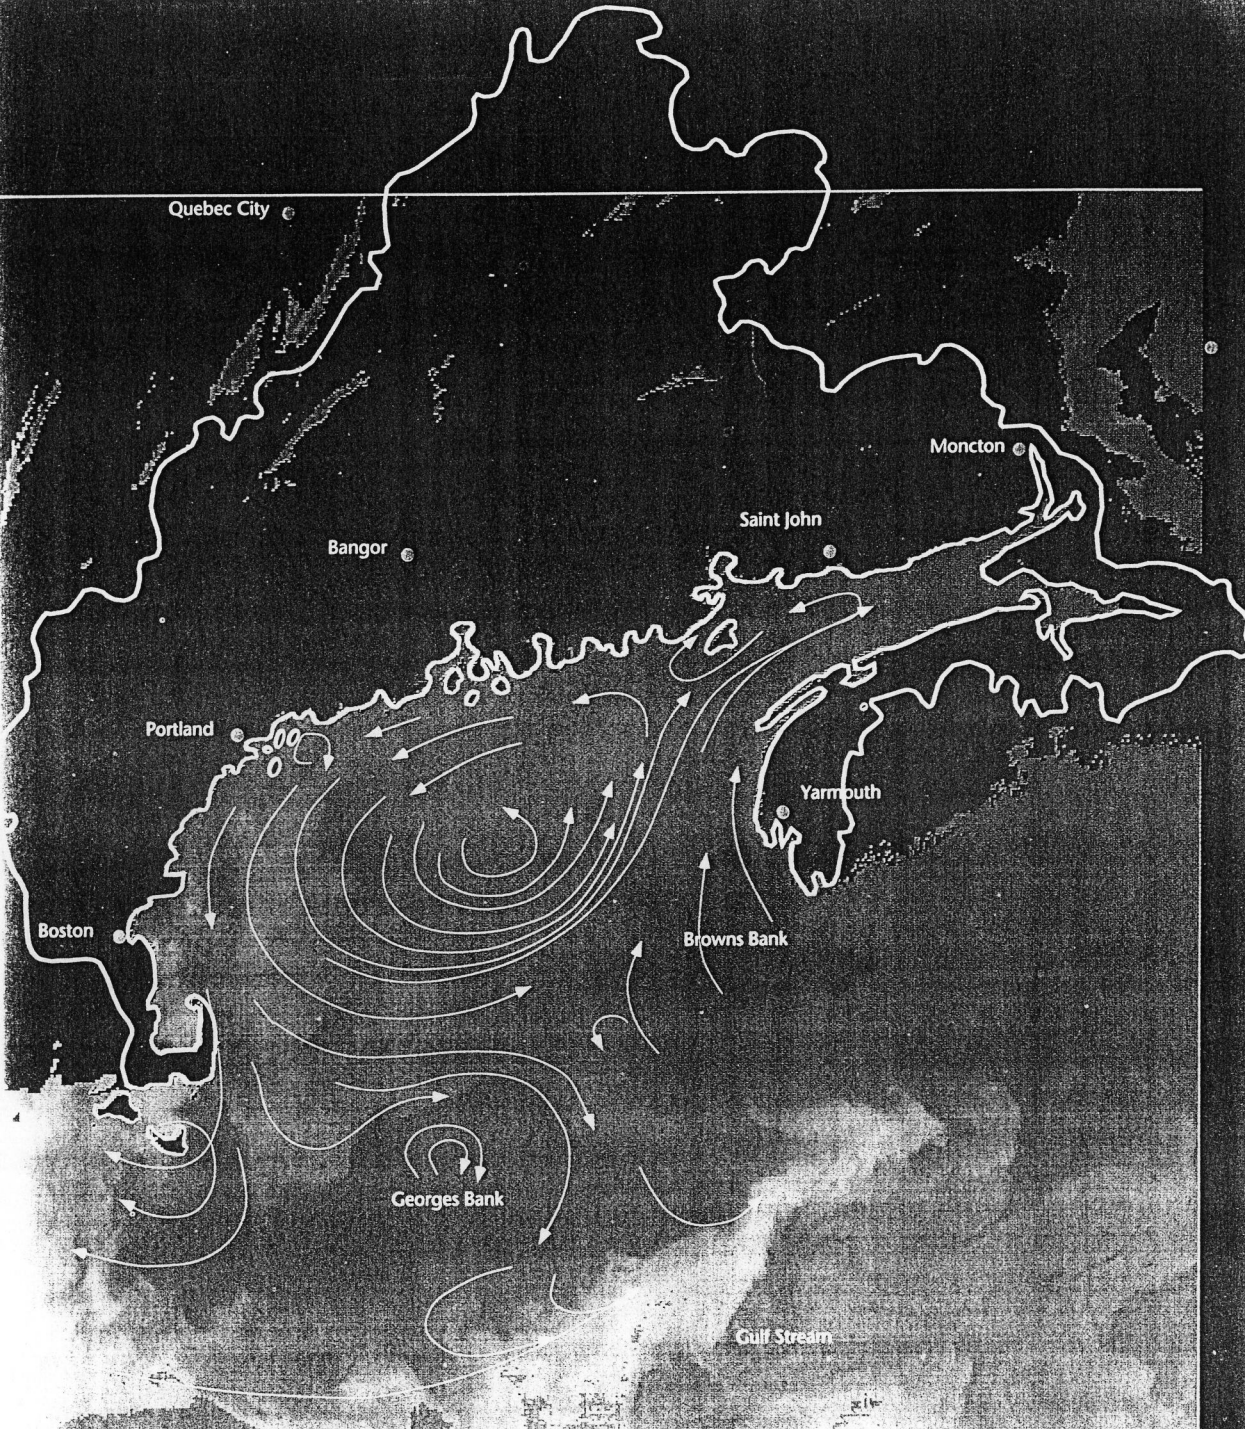 Quebec City
Moncton
Saint John
Bangor
Portland
Yarmouth
Boston
Browns Bank
Georges Bank
Gulf Stream